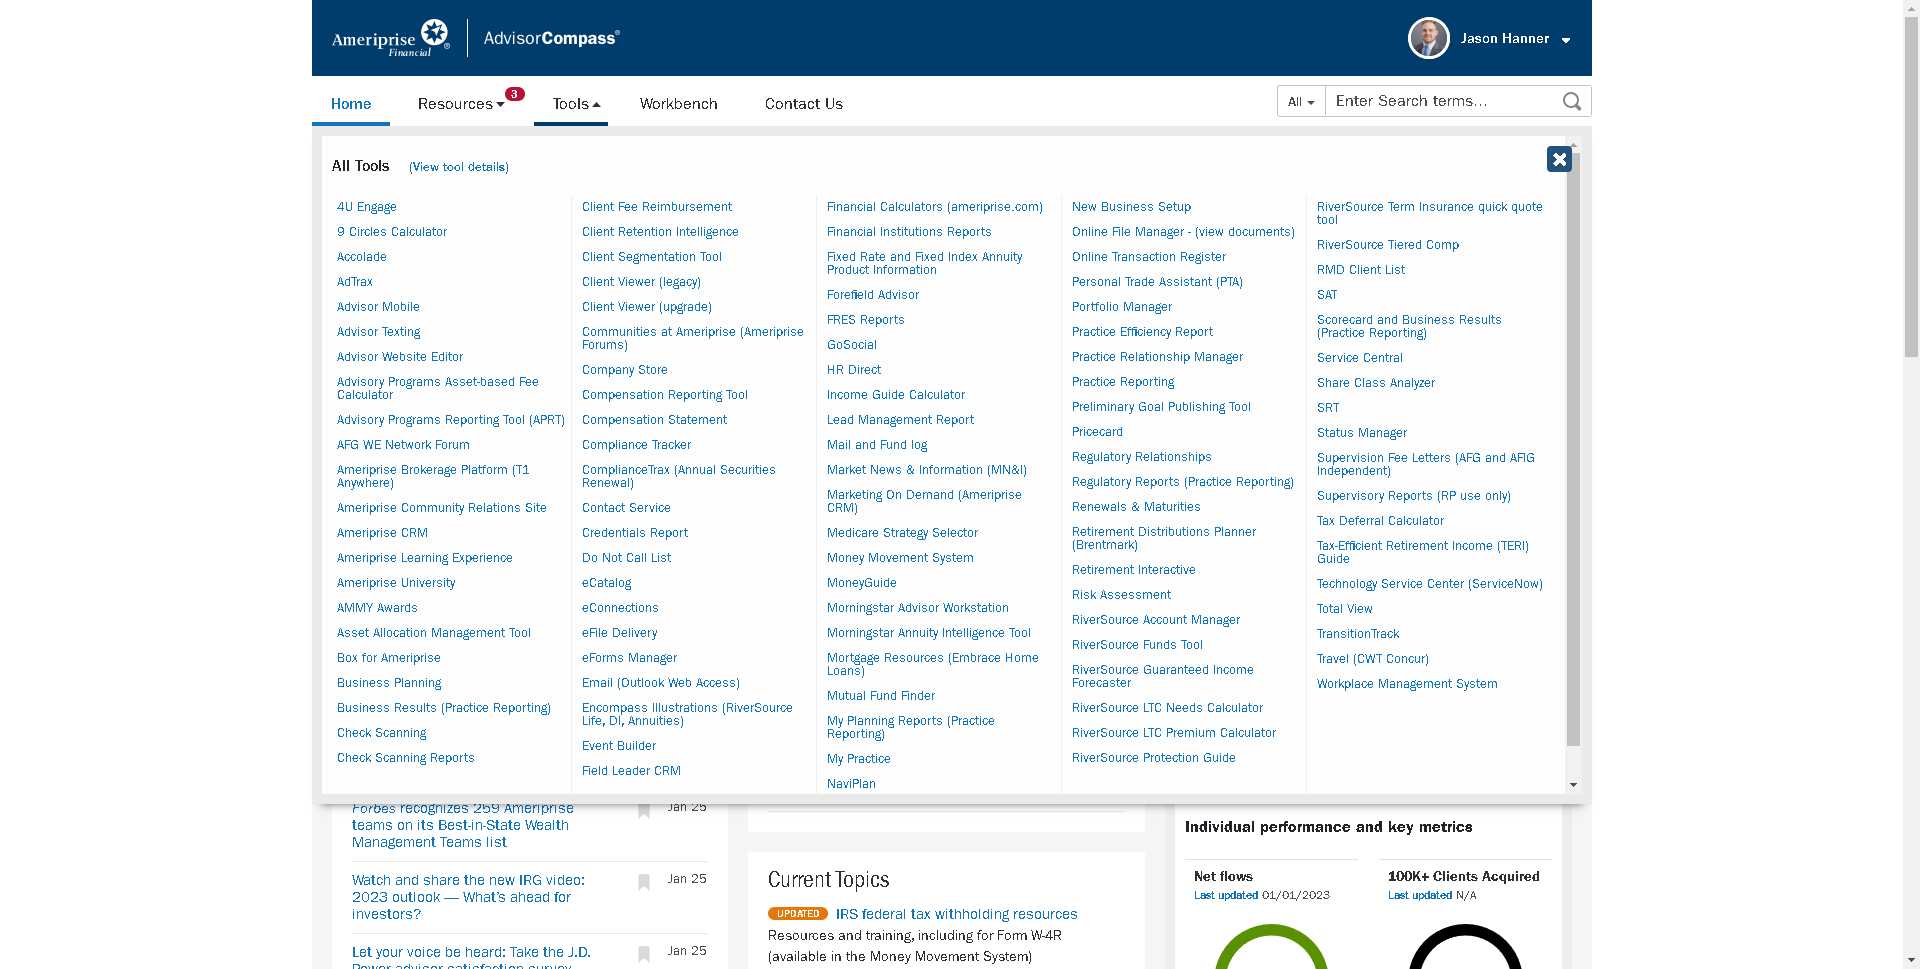 Ameriprise
Financial
AdvisorCompass®
Jason Hanner
Home
Resources
3
Tools
Workbench
Contact Us
All
Enter Search terms...
All Tools
(View tool details)
4U Engage
9 Circles Calculator
Accolade
AdTrax
Advisor Mobile
Advisor Texting
Advisor Website Editor
Advisory Programs Asset-based Fee
Calculator
Advisory Programs Reporting Tool (APRT)
AFG WE Network Forum
Ameriprise Brokerage Platform (T1
Anywhere)
Ameriprise Community Relations Site
Ameriprise CRM
Ameriprise Learning Experience
Ameriprise University
AMMY Awards
Asset Allocation Management Tool
Box for Ameriprise
Business Planning
Business Results (Practice Reporting)
Check Scanning
Check Scanning Reports
Client Fee Reimbursement
Client Retention Intelligence
Client Segmentation Tool
Client Viewer (legacy)
Client Viewer (upgrade)
Communities at Ameriprise (Ameriprise
Forums)
Company Store
Compensation Reporting Tool
Compensation Statement
Compliance Tracker
ComplianceTrax (Annual Securities
Renewal)
Contact Service
Credentials Report
Do Not Call List
eCatalog
eConnections
eFile Delivery
eForms Manager
Email (Outlook Web Access)
Encompass Illustrations (RiverSource
Life, DI, Annuities)
Event Builder
Field Leader CRM
Financial Calculators (ameriprise.com)
Financial Institutions Reports
Fixed Rate and Fixed Index Annuity
Product Information
Forefield Advisor
FRES Reports
GoSocial
HR Direct
Income Guide Calculator
Lead Management Report
Mail and Fund log
Market News & Information (MN&I)
Marketing On Demand (Ameriprise
CRM)
Medicare Strategy Selector
Money Movement System
MoneyGuide
Morningstar Advisor Workstation
Morningstar Annuity Intelligence Tool
Mortgage Resources (Embrace Home
Loans)
Mutual Fund Finder
My Planning Reports (Practice
Reporting)
My Practice
NaviPlan
New Business Setup
Online File Manager - (view documents)
Online Transaction Register
Personal Trade Assistant (PTA)
Portfolio Manager
Practice Efficiency Report
Practice Relationship Manager
Practice Reporting
Preliminary Goal Publishing Tool
Pricecard
Regulatory Relationships
Regulatory Reports (Practice Reporting)
Renewals & Maturities
Retirement Distributions Planner
(Brentmark)
Retirement Interactive
Risk Assessment
RiverSource Account Manager
RiverSource Funds Tool
RiverSource Guaranteed Income
Forecaster
RiverSource LTC Needs Calculator
RiverSource LTC Premium Calculator
RiverSource Protection Guide
RiverSource Term Insurance quick quote
tool
RiverSource Tiered Comp
RMD Client List
SAT
Scorecard and Business Results
(Practice Reporting)
Service Central
Share Class Analyzer
SRT
Status Manager
Supervision Fee Letters (AFG and AFIG
Independent)
Supervisory Reports (RP use only)
Tax Deferral Calculator
Tax-Efficient Retirement Income (TERI)
Guide
Technology Service Center (ServiceNow)
Total View
TransitionTrack
Travel (CWT Concur)
Workplace Management System
Forbes recognizes 259 Ameriprise
teams on its Best-in-State Wealth
Management Teams list
Jan 25
Watch and share the new IRG video:
2023 outlook — What's ahead for
investors?
Jan 25
Let your voice be heard: Take the J.D.
Power advisor satisfaction survey
Jan 25
Current Topics
UPDATED IRS federal tax withholding resources
Resources and training, including for Form W-4R
(available in the Money Movement System)
Individual performance and key metrics
Net flows
Last updated 01/01/2023
100K+ Clients Acquired
Last updated N/A